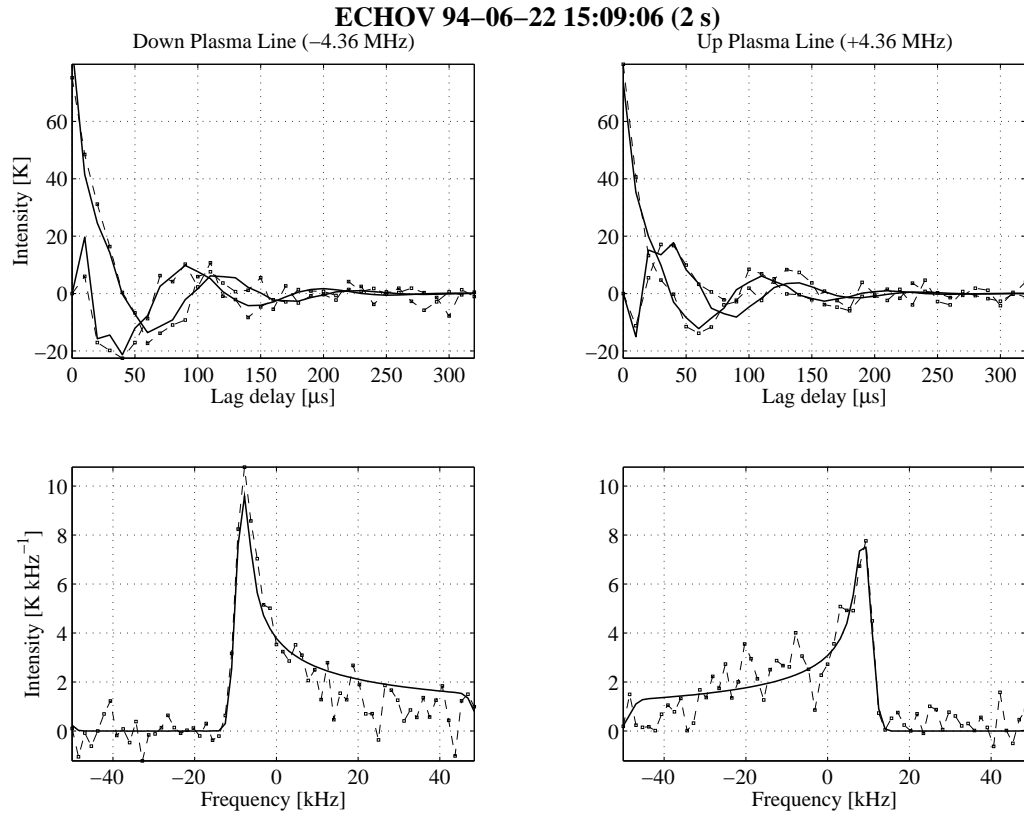 ECHOV 94–06–22 15:09:06 (2 s)
Down Plasma Line (−4.36 MHz)
Up Plasma Line (+4.36 MHz)
Intensity [K]
60
40
20
0
−20
0 50 100 150 200 250 300
Lag delay [µs]
60
40
20
0
−20
0 50 100 150 200 250 300
Lag delay [µs]
Intensity [K kHz−1]
10
8
6
4
2
0
−40 −20 0 20 40
Frequency [kHz]
10
8
6
4
2
0
−40 −20 0 20 40
Frequency [kHz]